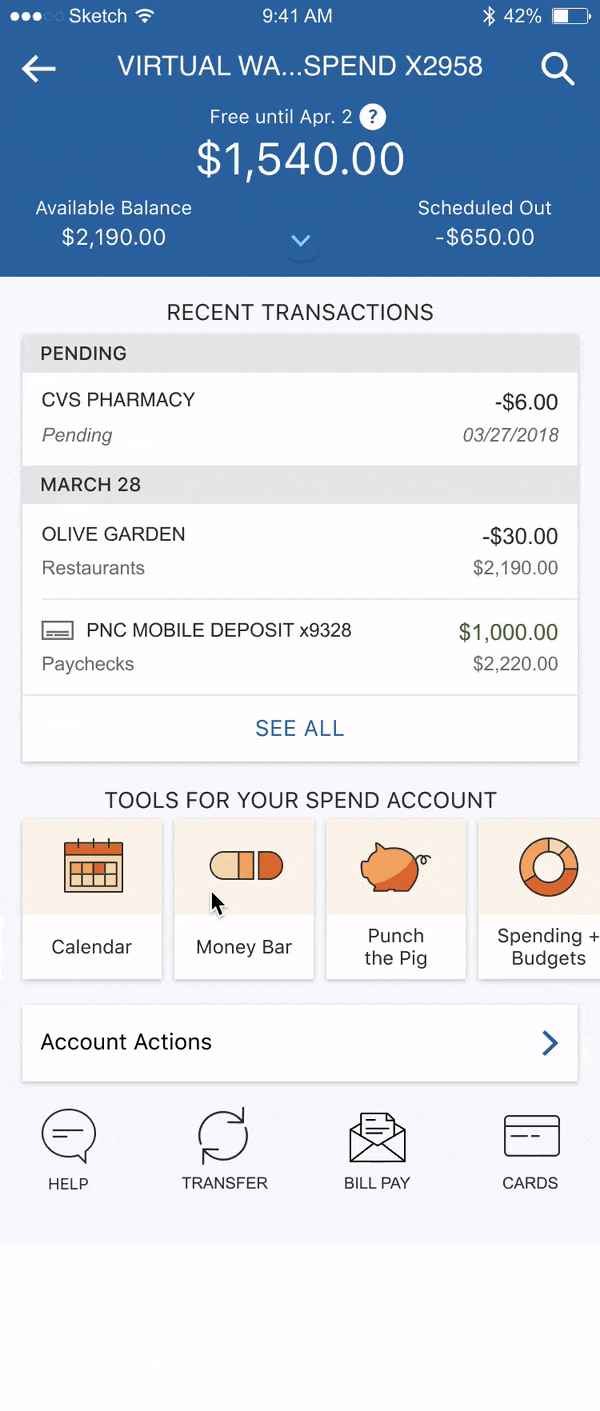 Sketch 9:41 AM 42%
VIRTUAL WA...SPEND X2958
Free until Apr. 2 ?
$1,540.00
Available Balance Scheduled Out
$2,190.00 -$650.00
RECENT TRANSACTIONS
PENDING
CVS PHARMACY -$6.00
Pending 03/27/2018
MARCH 28
OLIVE GARDEN -$30.00
Restaurants $2,190.00
PNC MOBILE DEPOSIT x9328 $1,000.00
Paychecks $2,220.00
SEE ALL
TOOLS FOR YOUR SPEND ACCOUNT
Calendar
Money Bar
Punch
the Pig
Spending +
Budgets
Account Actions
HELP TRANSFER BILL PAY CARDS